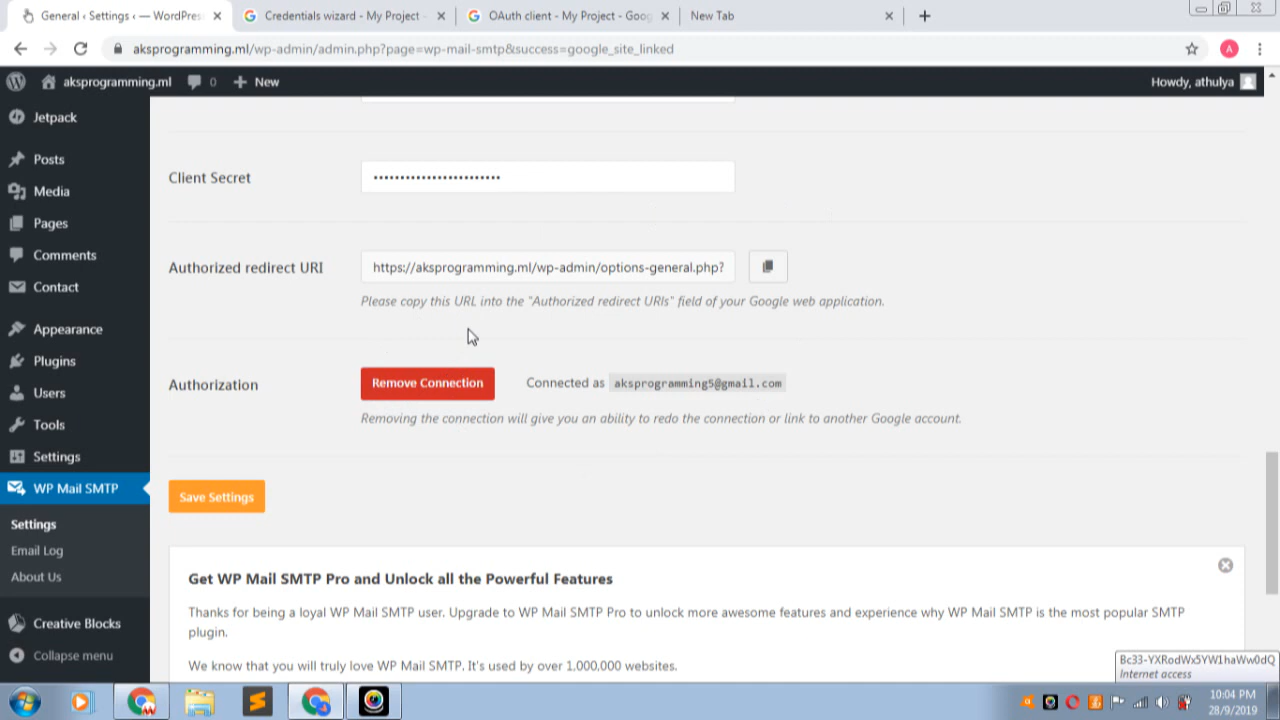 General ‹ Settings ‹ — WordPress
Credentials wizard - My Project -
OAuth client - My Project - Goog
New Tab
aksprogramming.ml/wp-admin/admin.php?page=wp-mail-smtp&success=google_site_linked
A
aksprogramming.ml
0
New
Howdy, athulya
Jetpack
Posts
Media
Pages
Comments
Contact
Appearance
Plugins
Users
Tools
Settings
WP Mail SMTP
Settings
Email Log
About Us
Creative Blocks
Collapse menu
Client Secret
•••••••••••••••••••••••••
Authorized redirect URI
https://aksprogramming.ml/wp-admin/options-general.php?
Please copy this URL into the "Authorized redirect URIs" field of your Google web application.
Authorization
Remove Connection
Connected as aksprogramming5@gmail.com
Removing the connection will give you an ability to redo the connection or link to another Google account.
Save Settings
Get WP Mail SMTP Pro and Unlock all the Powerful Features
Thanks for being a loyal WP Mail SMTP user. Upgrade to WP Mail SMTP Pro to unlock more awesome features and experience why WP Mail SMTP is the most popular SMTP
plugin.
We know that you will truly love WP Mail SMTP. It's used by over 1,000,000 websites.
Bc33-YXRodWx5YW1haWw0dQ
Internet access
10:04 PM
28/9/2019